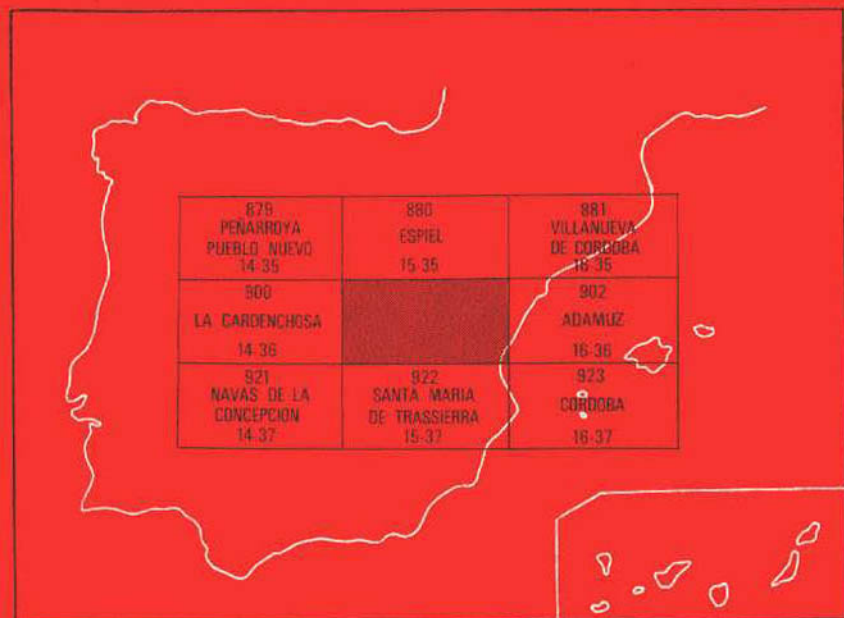 879
PEÑARROYA
PUEBLO NUEVO
14-35
880
ESPIEL
15-35
881
VILLANUEVA
DE CORDOBA
16-35
900
LA CARDENCHOSA
14-36
902
ADAMUZ
16-36
921
NAVAS DE LA
CONCEPCION
14-37
922
SANTA MARIA
DE TRASSIERRA
15-37
923
CORDOBA
16-37